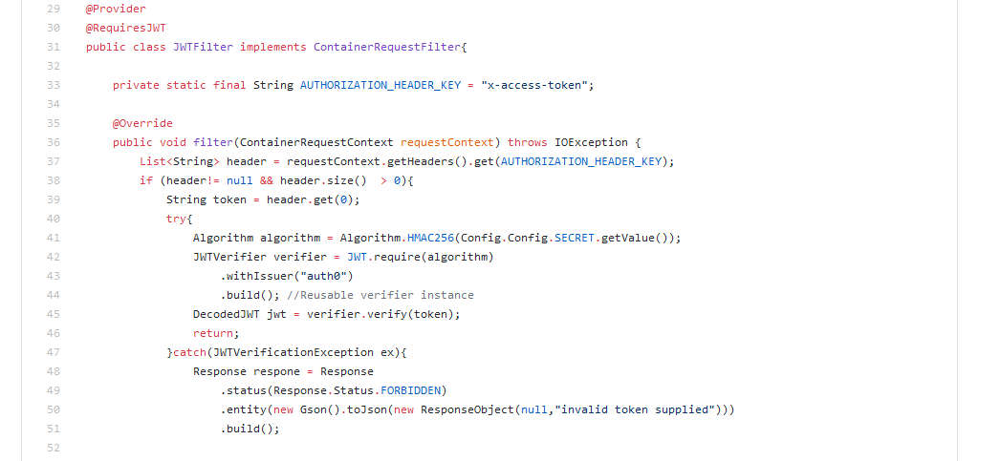 29 @Provider
30 @RequiresJWT
31 public class JWTFilter implements ContainerRequestFilter{
32
33 private static final String AUTHORIZATION_HEADER_KEY = "x-access-token";
34
35 @Override
36 public void filter(ContainerRequestContext requestContext) throws IOException {
37 List<String> header = requestContext.getHeaders().get(AUTHORIZATION_HEADER_KEY);
38 if (header!= null && header.size()  > 0){
39 String token = header.get(0);
40 try{
41 Algorithm algorithm = Algorithm.HMAC256(Config.Config.SECRET.getValue());
42 JWTVerifier verifier = JWT.require(algorithm)
43 .withIssuer("auth0")
44 .build(); //Reusable verifier instance
45 DecodedJWT jwt = verifier.verify(token);
46 return;
47 }catch(JWTVerificationException ex){
48 Response respone = Response
49 .status(Response.Status.FORBIDDEN)
50 .entity(new Gson().toJson(new ResponseObject(null,"invalid token supplied")))
51 .build();
52